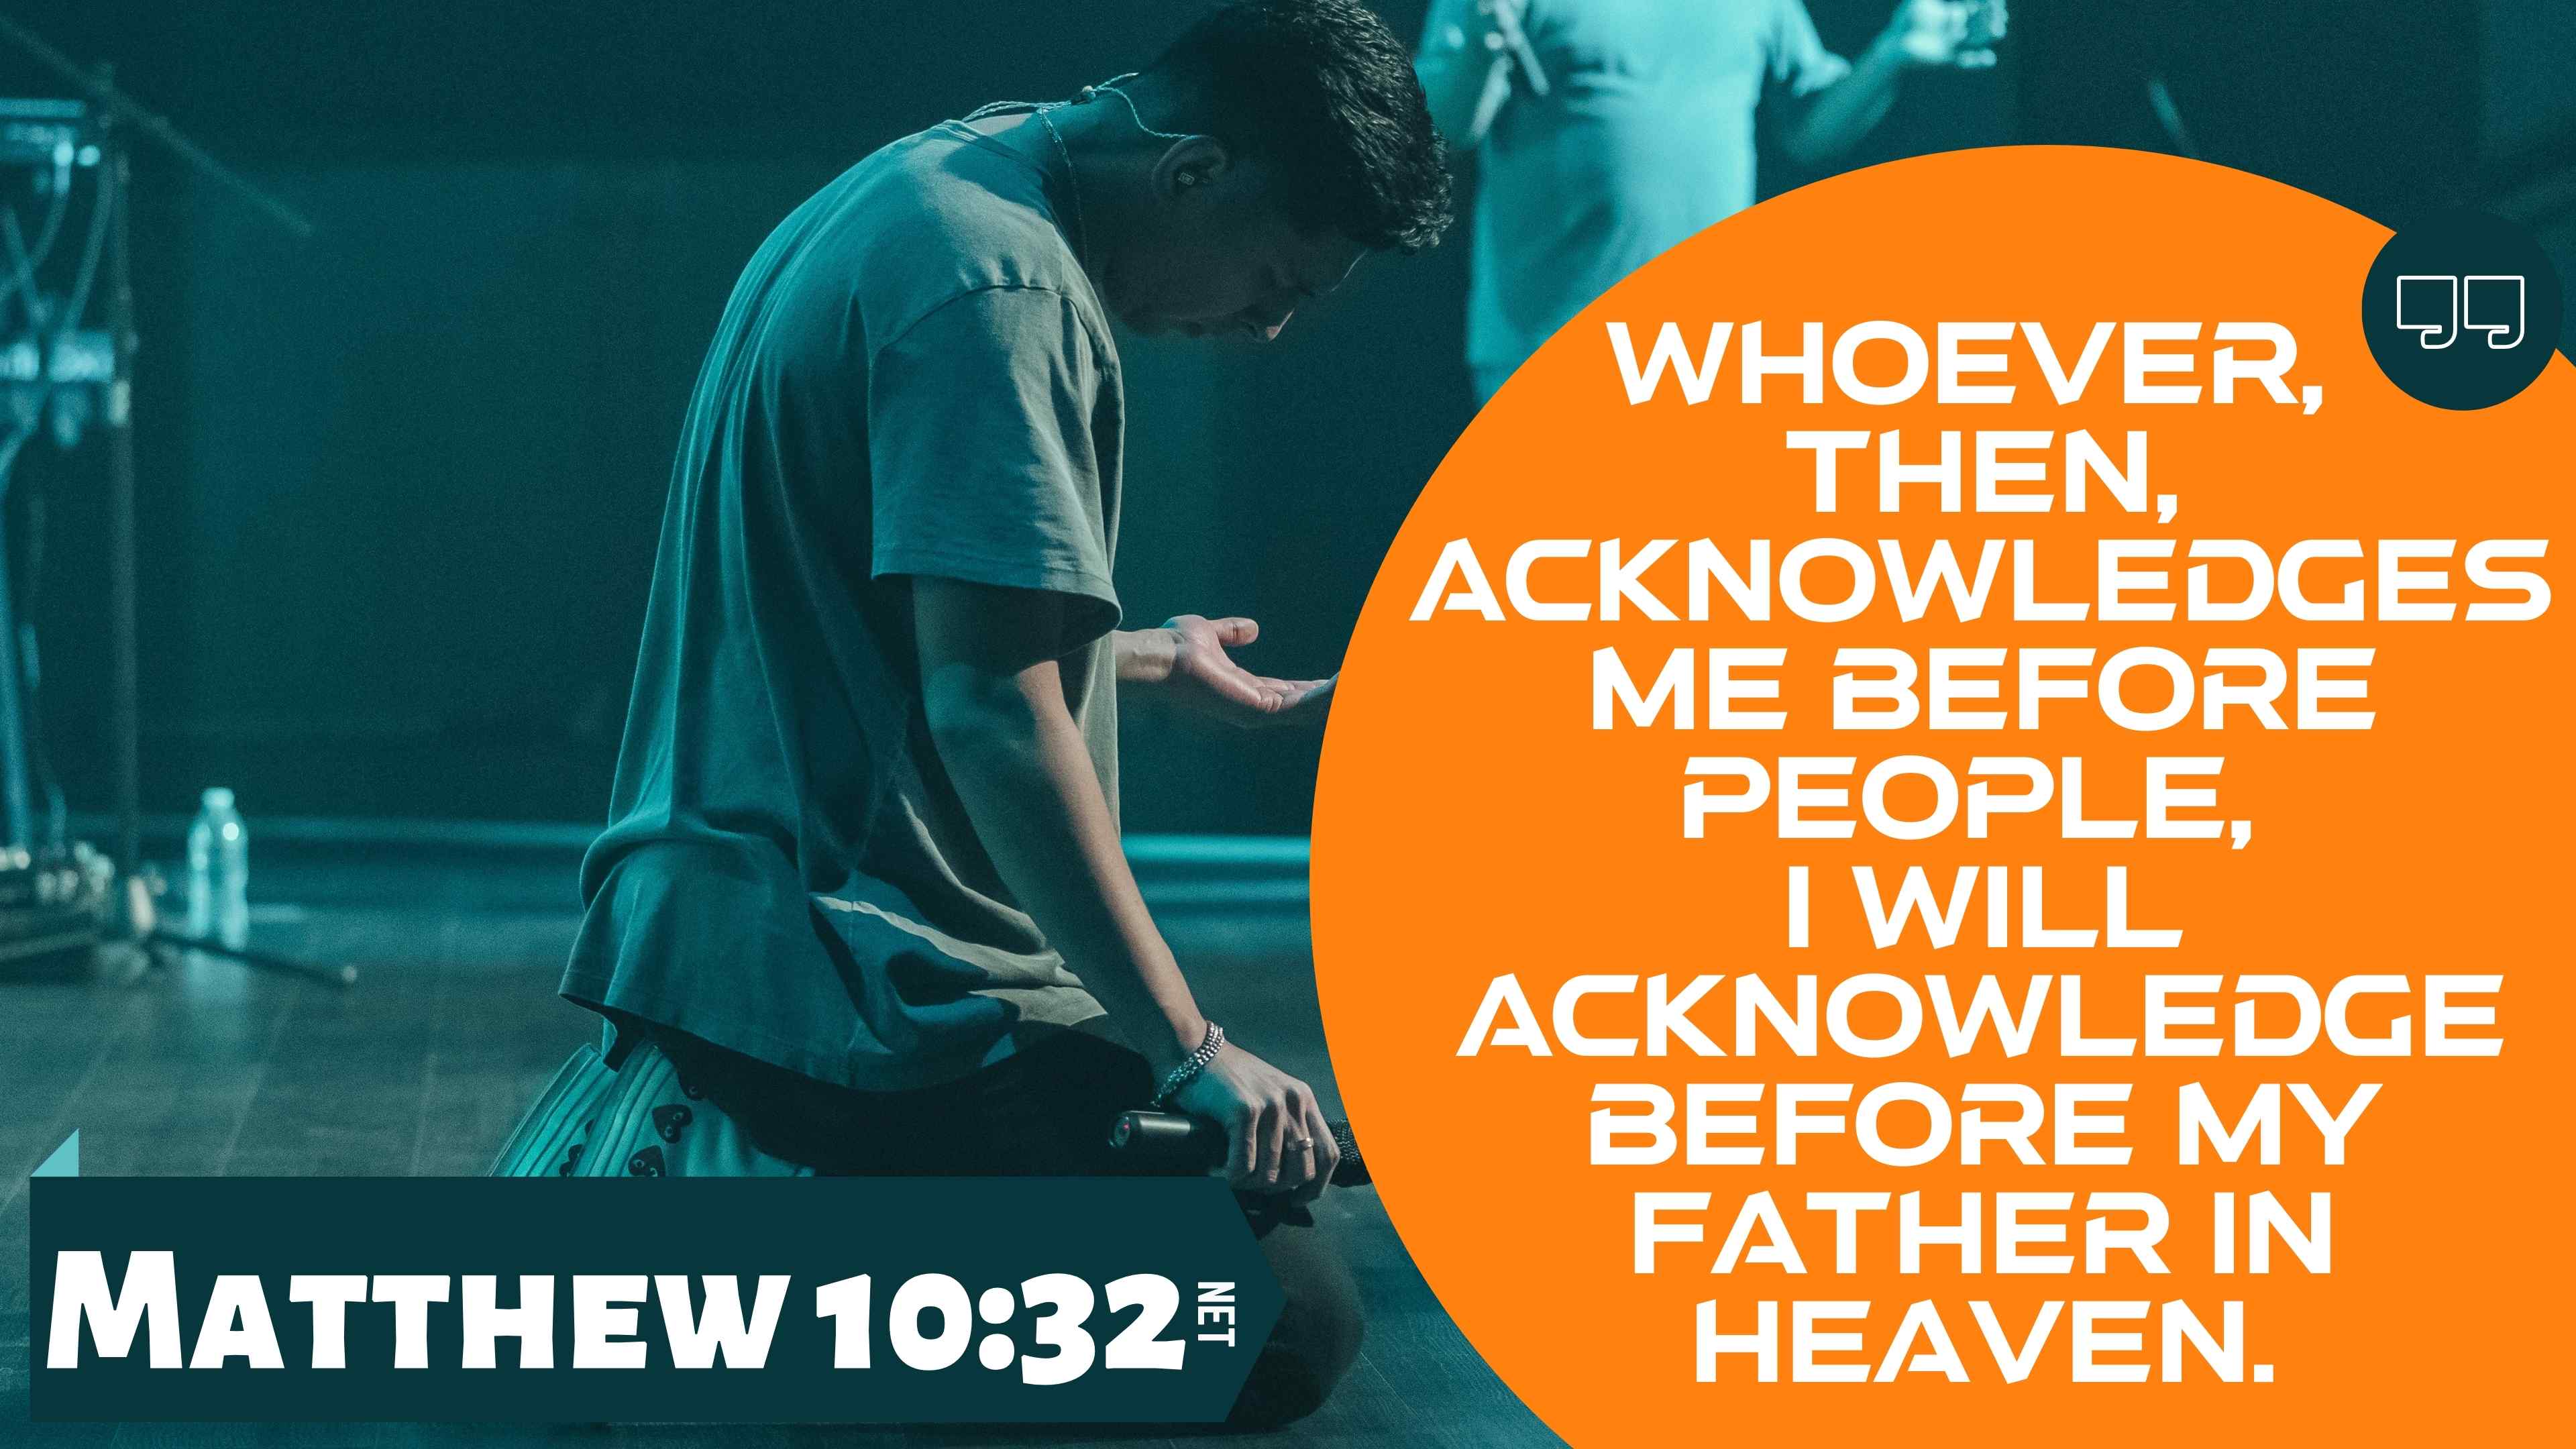 WHOEVER,
THEN,
ACKNOWLEDGES
ME BEFORE
PEOPLE,
I WILL
ACKNOWLEDGE
BEFORE MY
FATHER IN
HEAVEN.
MATTHEW 10:32 NET